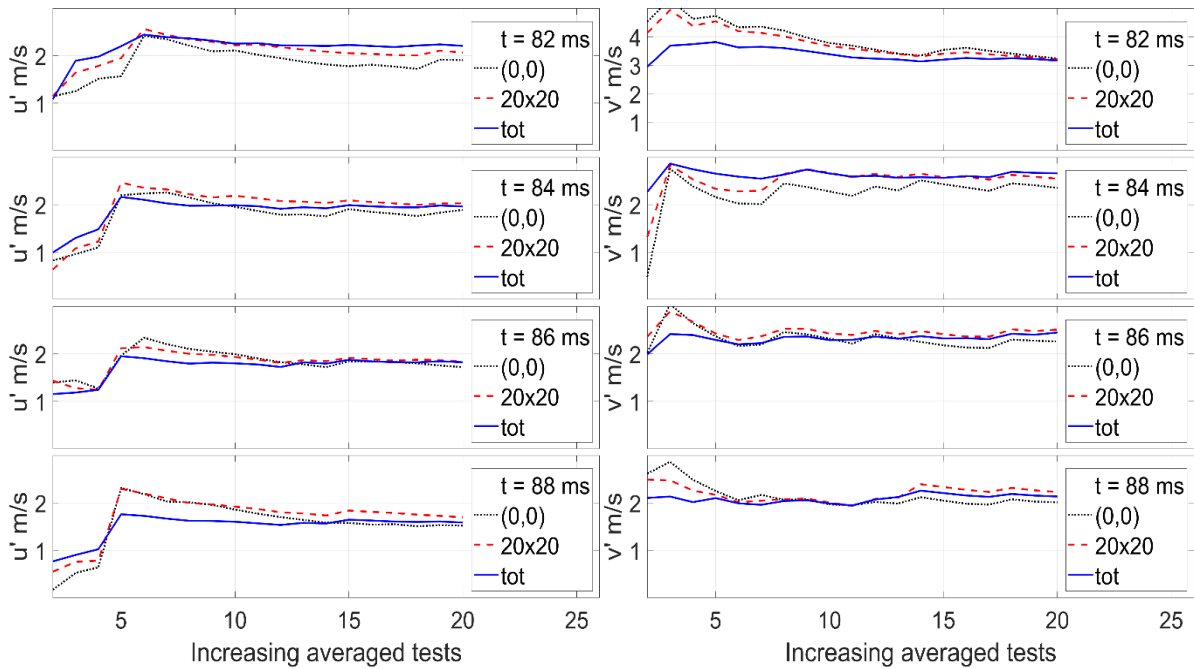 u' m/s
2
1
t = 82 ms
(0,0)
20x20
tot
v' m/s
4
3
2
1
t = 82 ms
(0,0)
20x20
tot
u' m/s
2
1
t = 84 ms
(0,0)
20x20
tot
v' m/s
2
1
t = 84 ms
(0,0)
20x20
tot
u' m/s
2
1
t = 86 ms
(0,0)
20x20
tot
v' m/s
2
1
t = 86 ms
(0,0)
20x20
tot
u' m/s
2
1
t = 88 ms
(0,0)
20x20
tot
5 10 15 20 25
Increasing averaged tests
v' m/s
2
1
t = 88 ms
(0,0)
20x20
tot
5 10 15 20 25
Increasing averaged tests